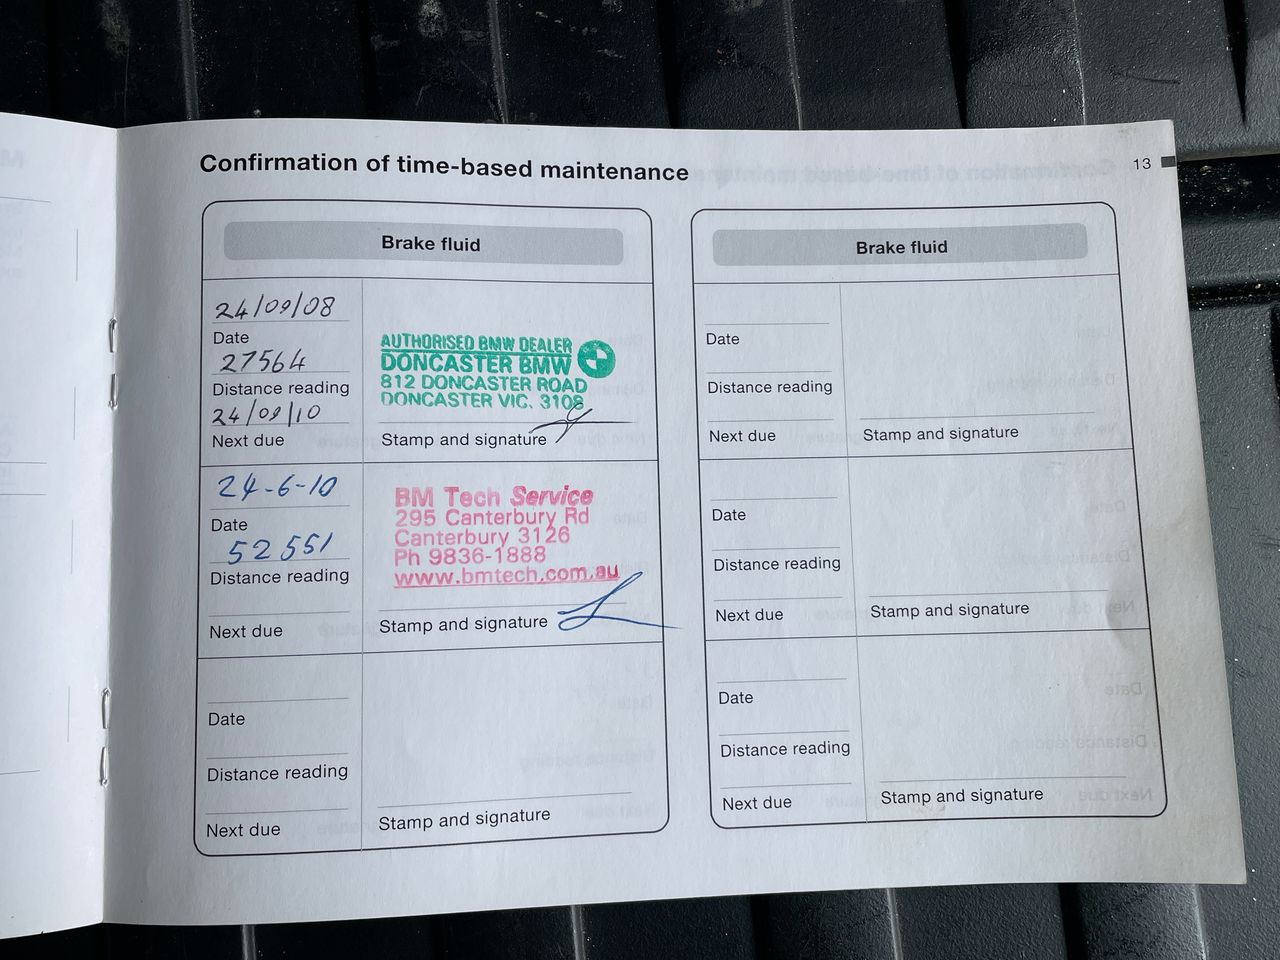 Confirmation of time-based maintenance
13
Brake fluid
24/09/08
Date
27564
Distance reading
24/09/10
Next due
AUTHORISED BMW DEALER
DONCASTER BMW
812 DONCASTER ROAD
DONCASTER VIC. 3108
Stamp and signature
24-6-10
Date
52551
Distance reading
Next due
BM Tech Service
295 Canterbury Rd
Canterbury 3126
Ph 9836-1888
www.bmtech.com.au
Stamp and signature
Date
Distance reading
Next due
Stamp and signature
Brake fluid
Date
Distance reading
Next due
Stamp and signature
Date
Distance reading
Next due
Stamp and signature
Date
Distance reading
Next due
Stamp and signature